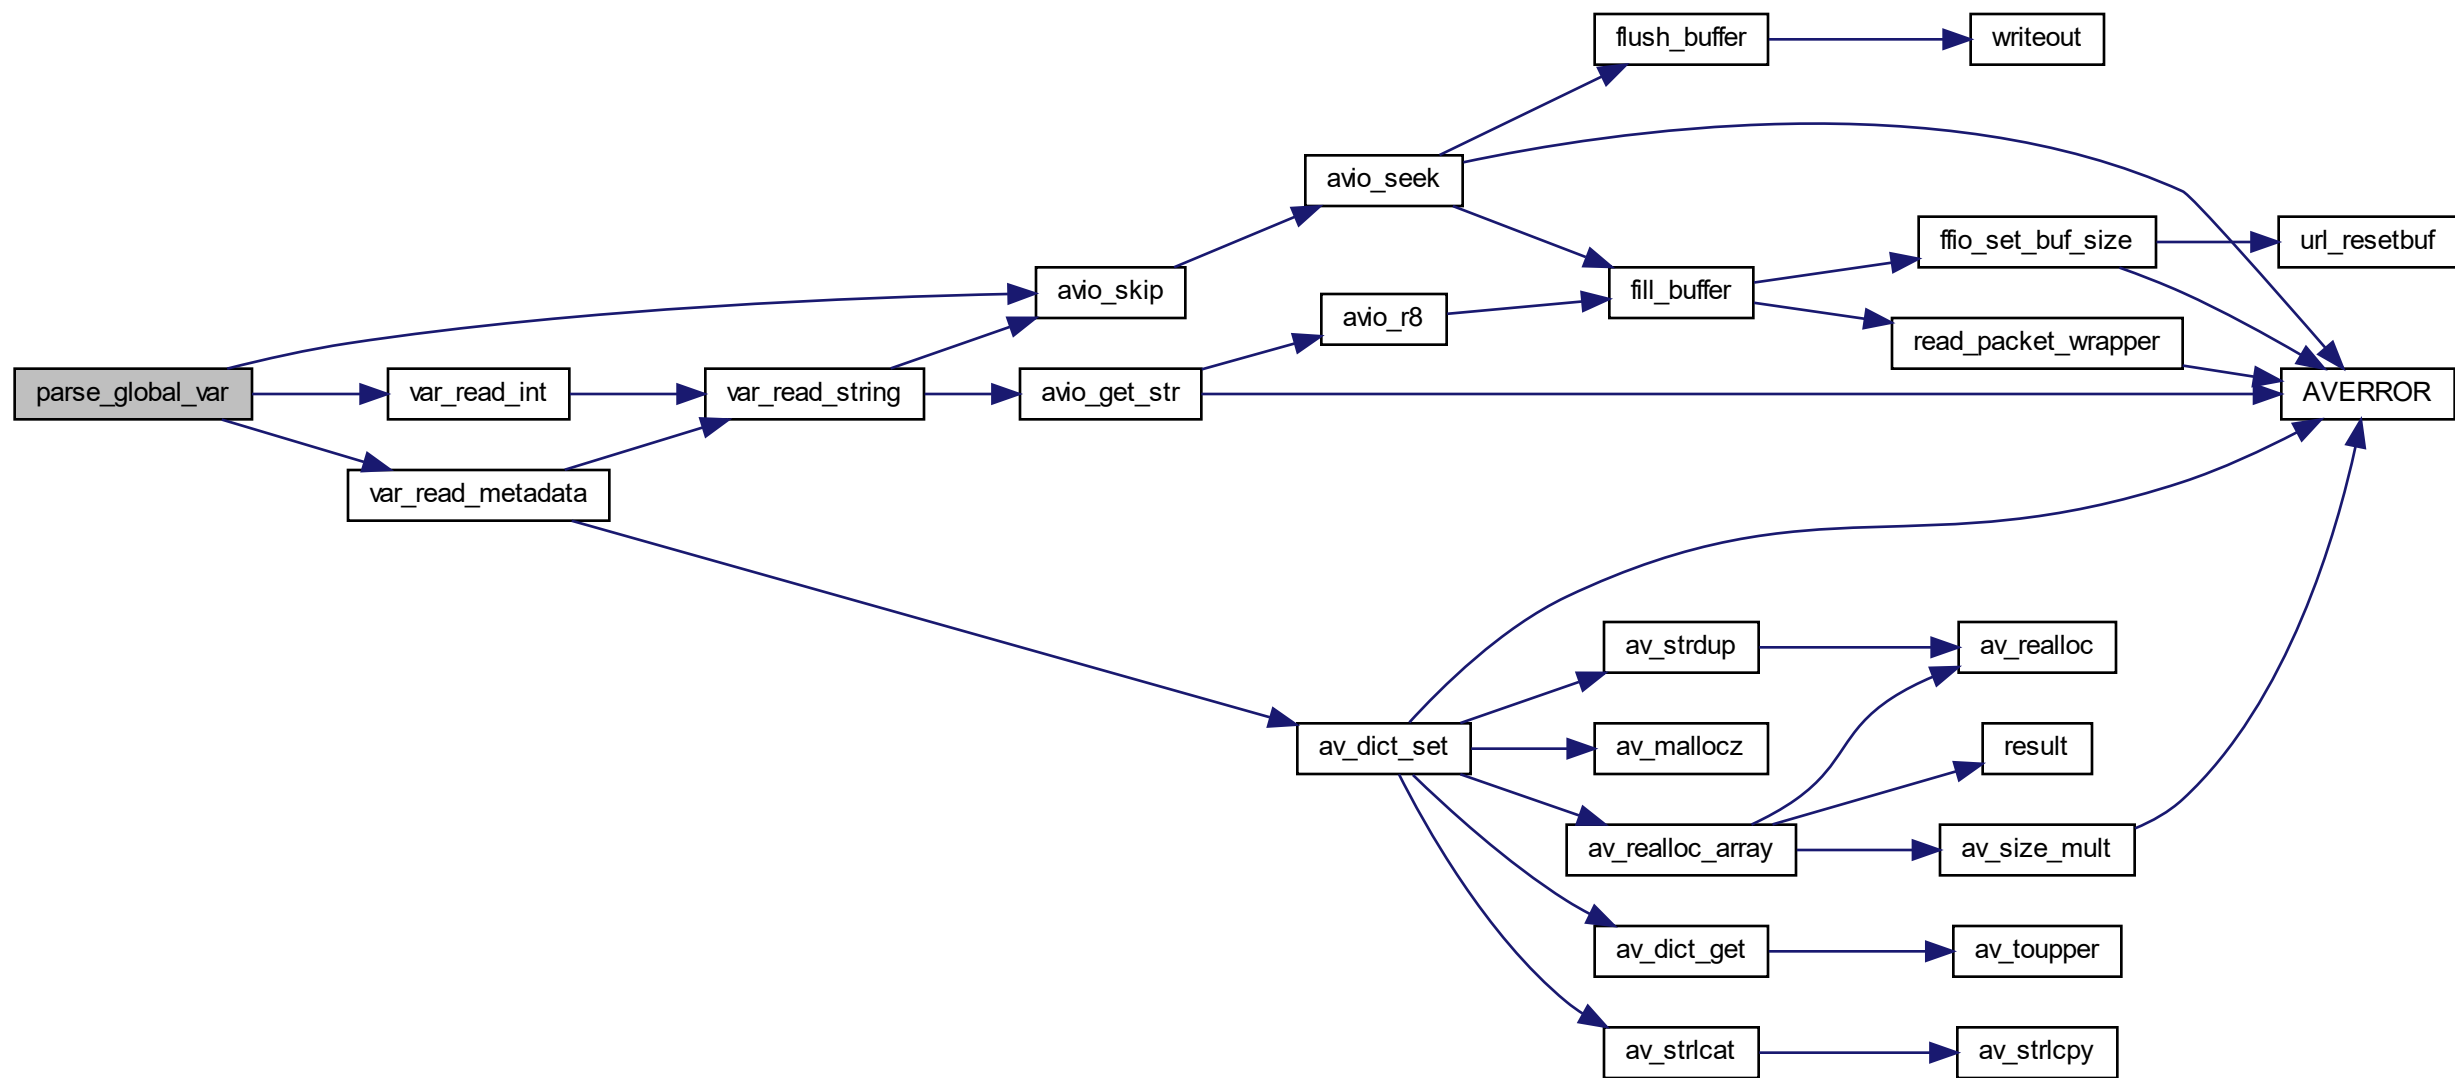 flush_buffer
writeout
avio_seek
ffio_set_buf_size
url_resetbuf
avio_skip
fill_buffer
avio_r8
read_packet_wrapper
parse_global_var
var_read_int
var_read_string
avio_get_str
AVERROR
var_read_metadata
av_strdup
av_realloc
av_dict_set
av_mallocz
result
av_realloc_array
av_size_mult
av_dict_get
av_toupper
av_strlcat
av_strlcpy